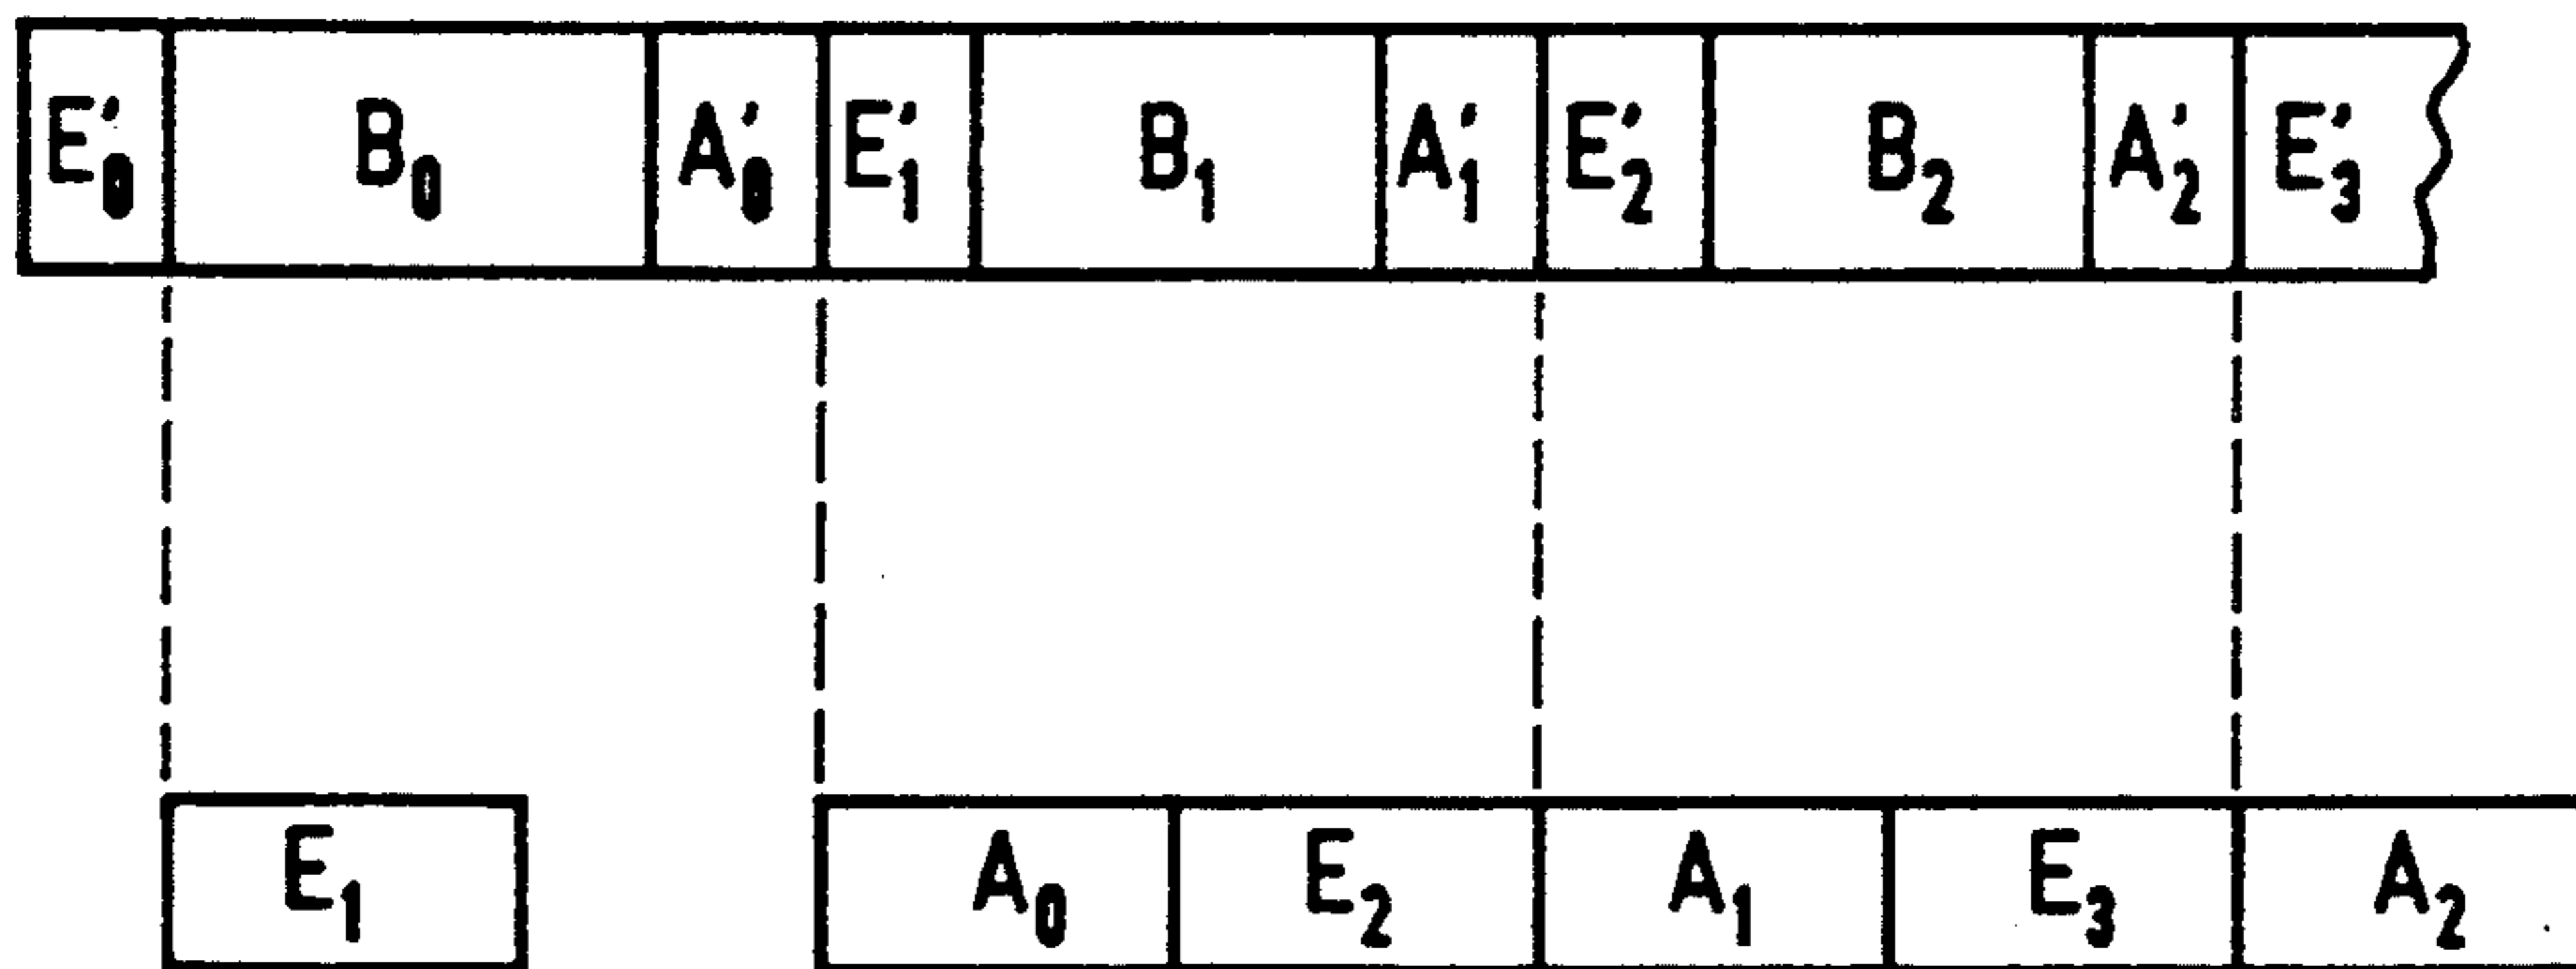 E'₀ B₀ A'₀ E'₁ B₁ A'₁ E'₂ B₂ A'₂ E'₃
E₁ A₀ E₂ A₁ E₃ A₂